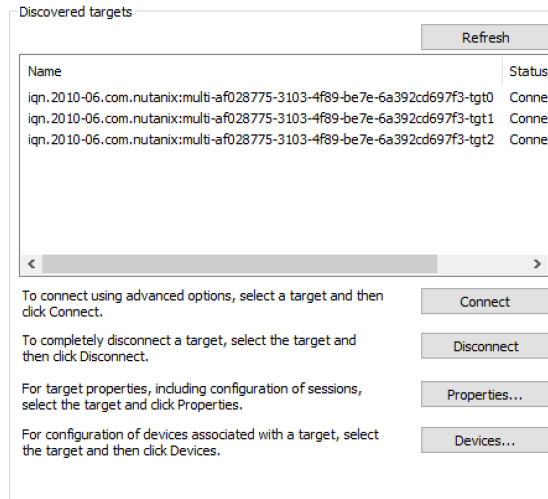 Discovered targets
Refresh
Name Status
iqn.2010-06.com.nutanix:multi-af028775-3103-4f89-be7e-6a392cd697f3-tgt0 Conne
iqn.2010-06.com.nutanix:multi-af028775-3103-4f89-be7e-6a392cd697f3-tgt1 Conne
iqn.2010-06.com.nutanix:multi-af028775-3103-4f89-be7e-6a392cd697f3-tgt2 Conne
To connect using advanced options, select a target and then
click Connect.
Connect
To completely disconnect a target, select the target and
then click Disconnect.
Disconnect
For target properties, including configuration of sessions,
select the target and click Properties.
Properties...
For configuration of devices associated with a target, select
the target and then click Devices.
Devices...